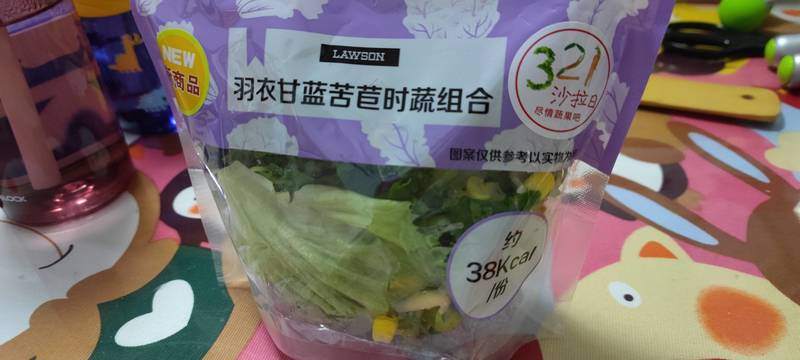 LAWSON
NEW
新商品
羽衣甘蓝苦苣时蔬组合
321
沙拉日
尽情蔬果吧
图案仅供参考以实物为
约
38Kcal
/份
LOCK